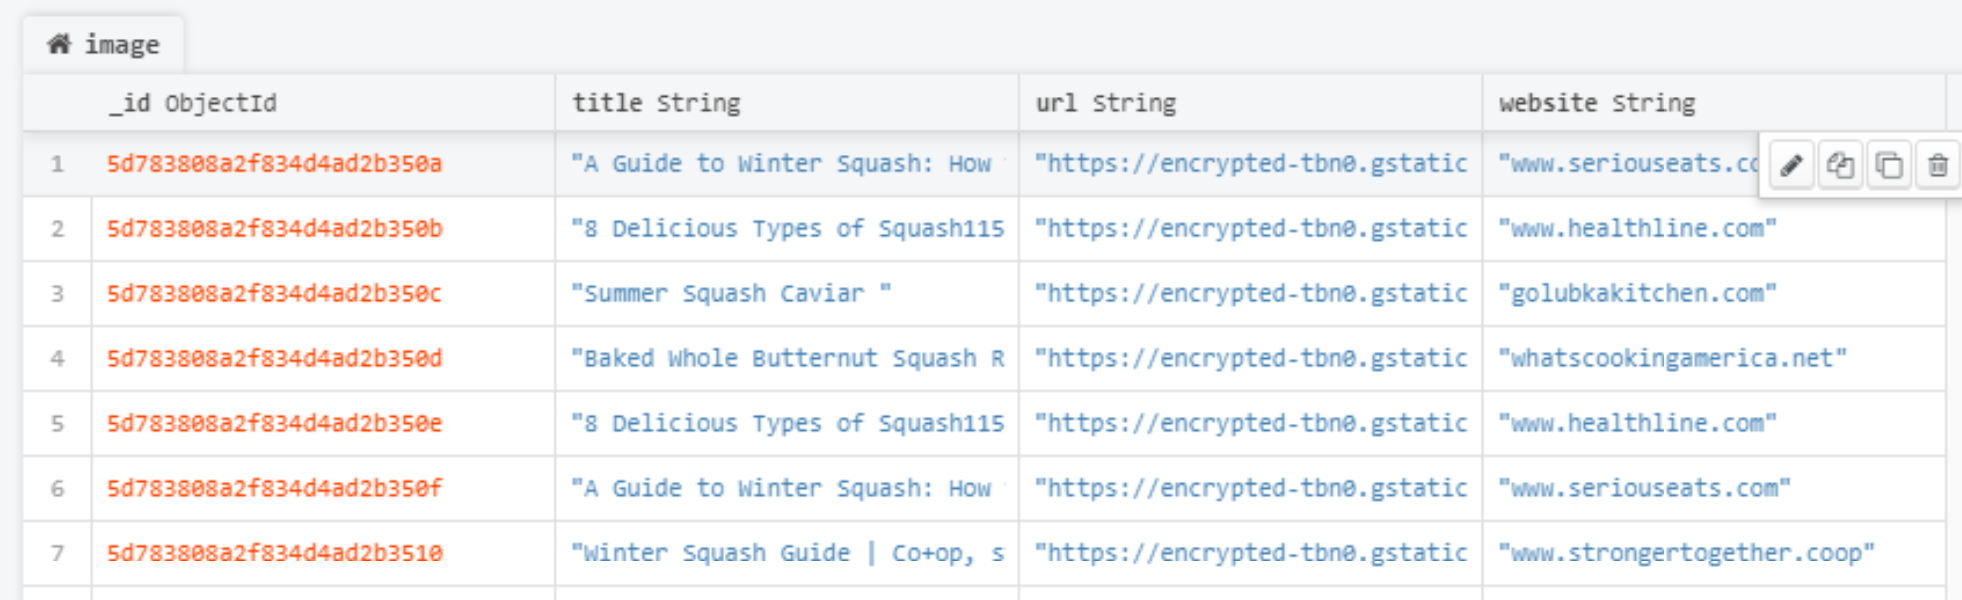 image
_id ObjectId title String url String website String
1 5d783808a2f834d4ad2b350a "A Guide to Winter Squash: How "https://encrypted-tbn0.gstatic "www.seriouseats.co
2 5d783808a2f834d4ad2b350b "8 Delicious Types of Squash115 "https://encrypted-tbn0.gstatic "www.healthline.com"
3 5d783808a2f834d4ad2b350c "Summer Squash Caviar " "https://encrypted-tbn0.gstatic "golubkakitchen.com"
4 5d783808a2f834d4ad2b350d "Baked Whole Butternut Squash R "https://encrypted-tbn0.gstatic "whatscookingamerica.net"
5 5d783808a2f834d4ad2b350e "8 Delicious Types of Squash115 "https://encrypted-tbn0.gstatic "www.healthline.com"
6 5d783808a2f834d4ad2b350f "A Guide to Winter Squash: How "https://encrypted-tbn0.gstatic "www.seriouseats.com"
7 5d783808a2f834d4ad2b3510 "Winter Squash Guide | Co+op, s "https://encrypted-tbn0.gstatic "www.strongertogether.coop"